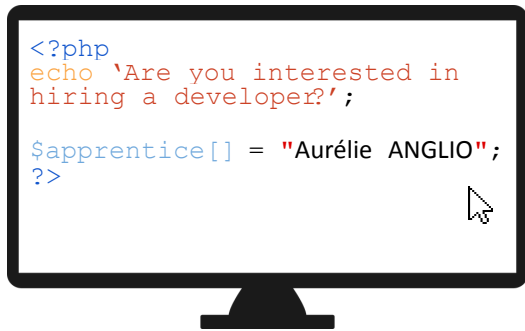 <?php
echo ‘Are you interested in
hiring a developer?’;
$apprentice[] = "Aurélie ANGLIO";
?>